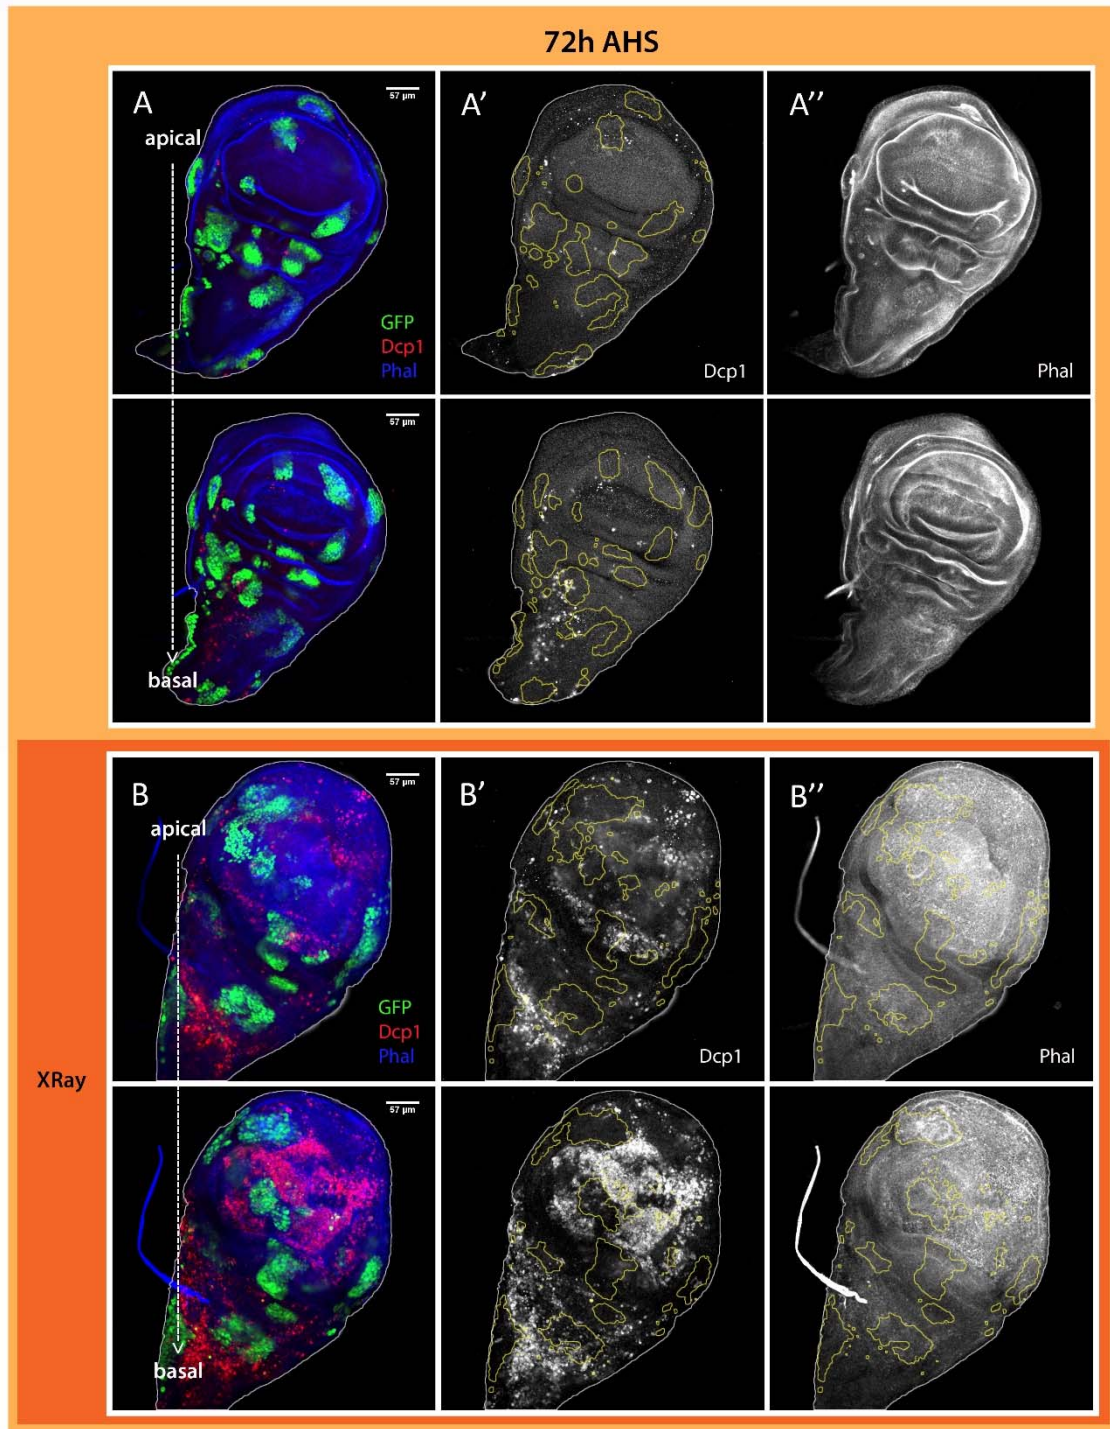 72h AHS
A
57 µm
apical
GFP
Dcp1
Phal
A'
Dcp1
A''
Phal
57 µm
basal
XRay
B
57 µm
apical
GFP
Dcp1
Phal
B'
Dcp1
B''
Phal
57 µm
basal